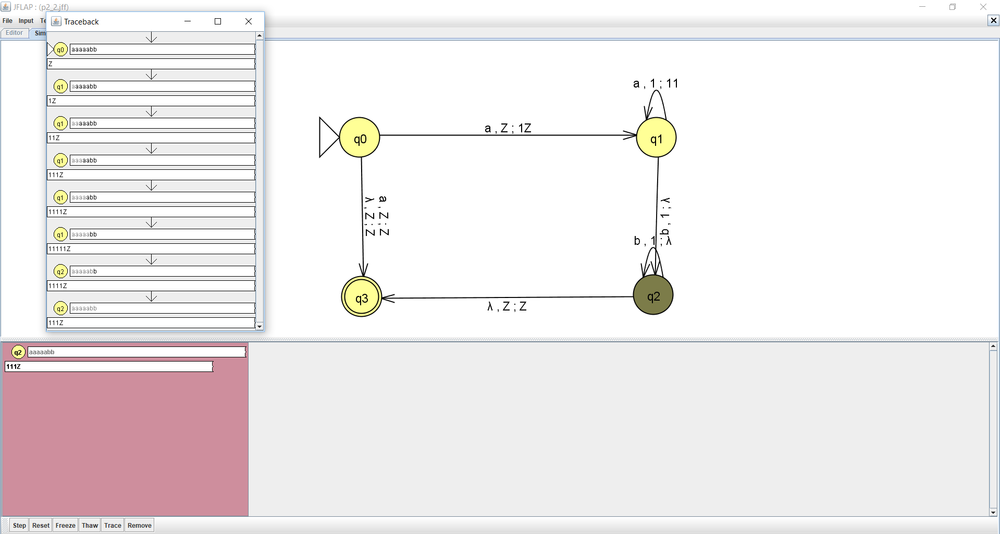 JFLAP : (p2_2.jff)
File Input Te
Editor Sim
Traceback
q0 aaaaabb
Z
q1 aaaaabb
1Z
q1 aaaaabb
11Z
q1 aaaaabb
111Z
q1 aaaaabb
1111Z
q1 aaaaabb
11111Z
q2 aaaaabb
1111Z
q2 aaaaabb
111Z
a , 1 ; 11
q0
a , Z ; 1Z
q1
a , Z ; Z
λ , Z ; Z
b , 1 ; λ
b , 1 ; λ
q3
λ , Z ; Z
q2
q2 aaaaabb
111Z
Step Reset Freeze Thaw Trace Remove